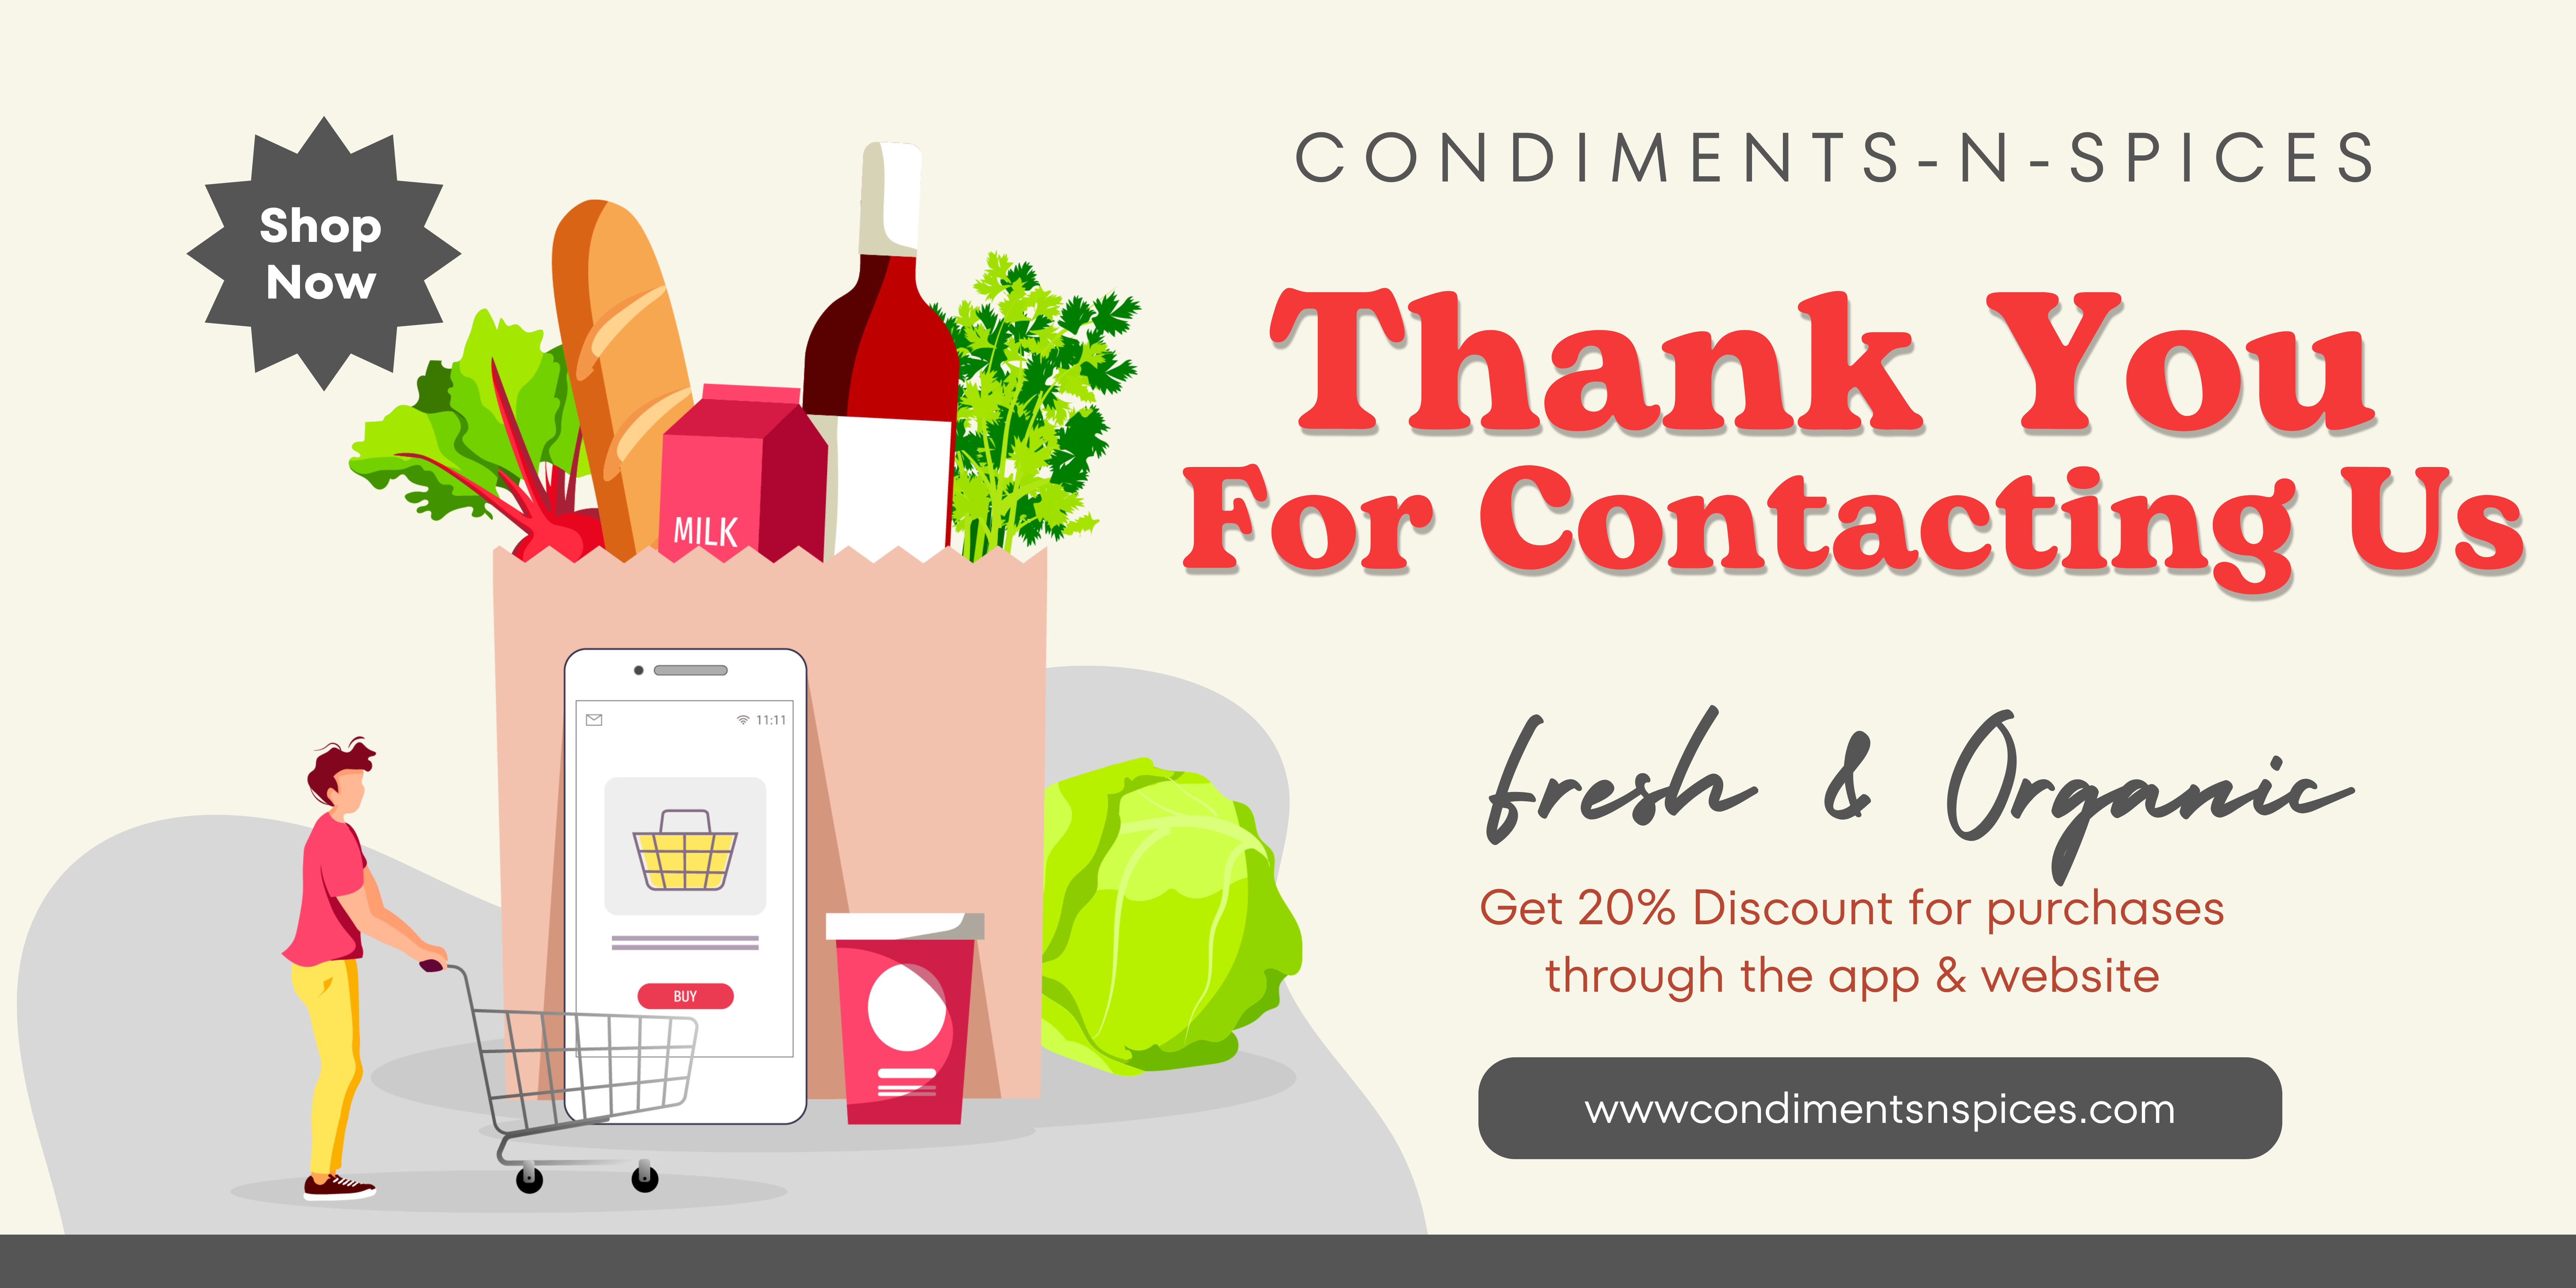 Shop
Now
CONDIMENTS-N-SPICES
Thank You
For Contacting Us
fresh & Organic
Get 20% Discount for purchases
through the app & website
wwwcondimentsnspices.com
MILK
11:11
BUY